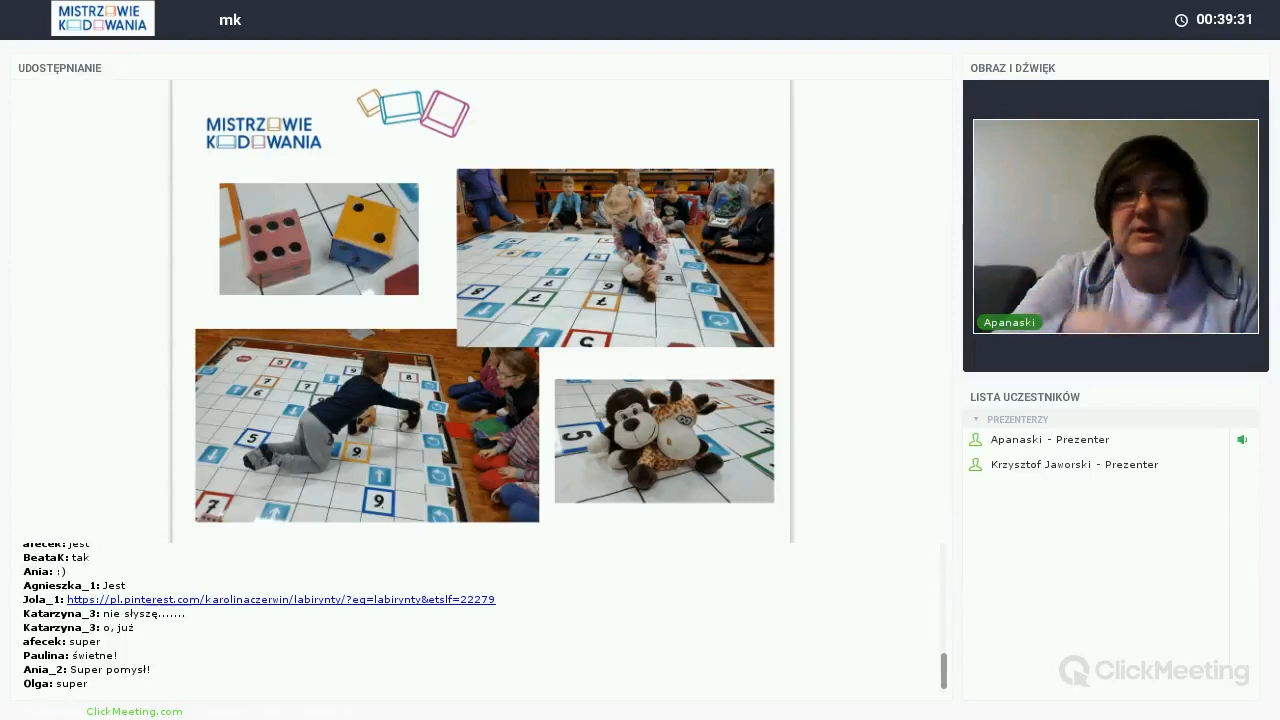 MISTRZOWIE
KODOWANIA
mk
00:39:31
UDOSTĘPNIANIE
MISTRZOWIE
KODOWANIA
afecek: jest
BeataK: tak
Ania: :)
Agnieszka_1: Jest
Jola_1: https://pl.pinterest.com/karolinaczerwin/labirynty/?eq=labirynty&etslf=22279
Katarzyna_3: nie słyszę.......
Katarzyna_3: o, już
afecek: super
Paulina: świetne!
Ania_2: Super pomysł!
Olga: super
ClickMeeting.com
OBRAZ I DŹWIĘK
Apanaski
LISTA UCZESTNIKÓW
PREZENTERZY
Apanaski - Prezenter
Krzysztof Jaworski - Prezenter
ClickMeeting